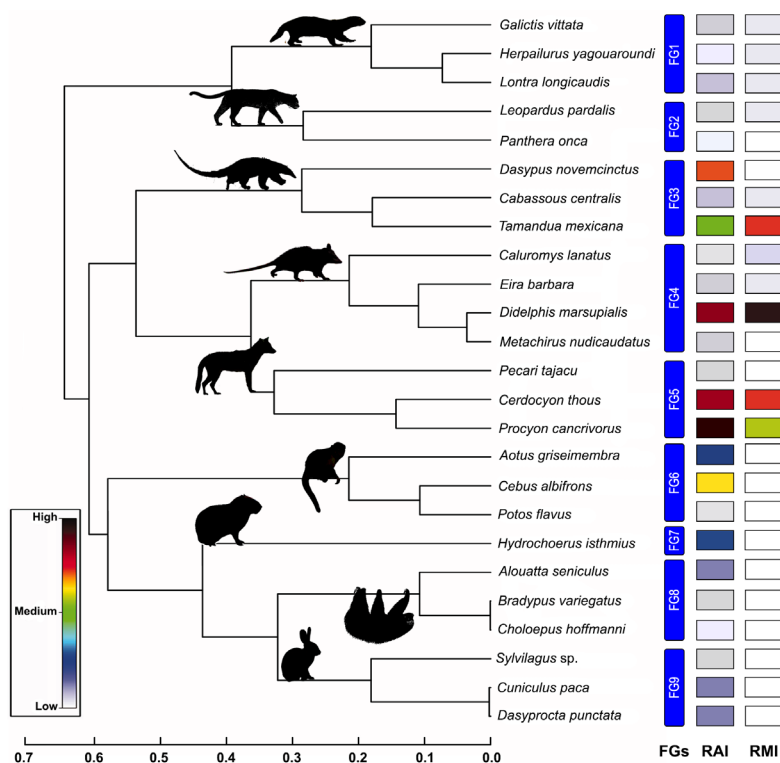 Galictis vittata
Herpailurus yagouaroundi
Lontra longicaudis
FG1
Leopardus pardalis
Panthera onca
FG2
Dasypus novemcinctus
Cabassous centralis
Tamandua mexicana
FG3
Caluromys lanatus
Eira barbara
Didelphis marsupialis
Metachirus nudicaudatus
FG4
Pecari tajacu
Cerdocyon thous
Procyon cancrivorus
FG5
Aotus griseimembra
Cebus albifrons
Potos flavus
FG6
Hydrochoerus isthmius
FG7
Alouatta seniculus
Bradypus variegatus
Choloepus hoffmanni
FG8
Sylvilagus sp.
Cuniculus paca
Dasyprocta punctata
FG9
High
Medium
Low
0.7 0.6 0.5 0.4 0.3 0.2 0.1 0.0
FGs RAI RMI